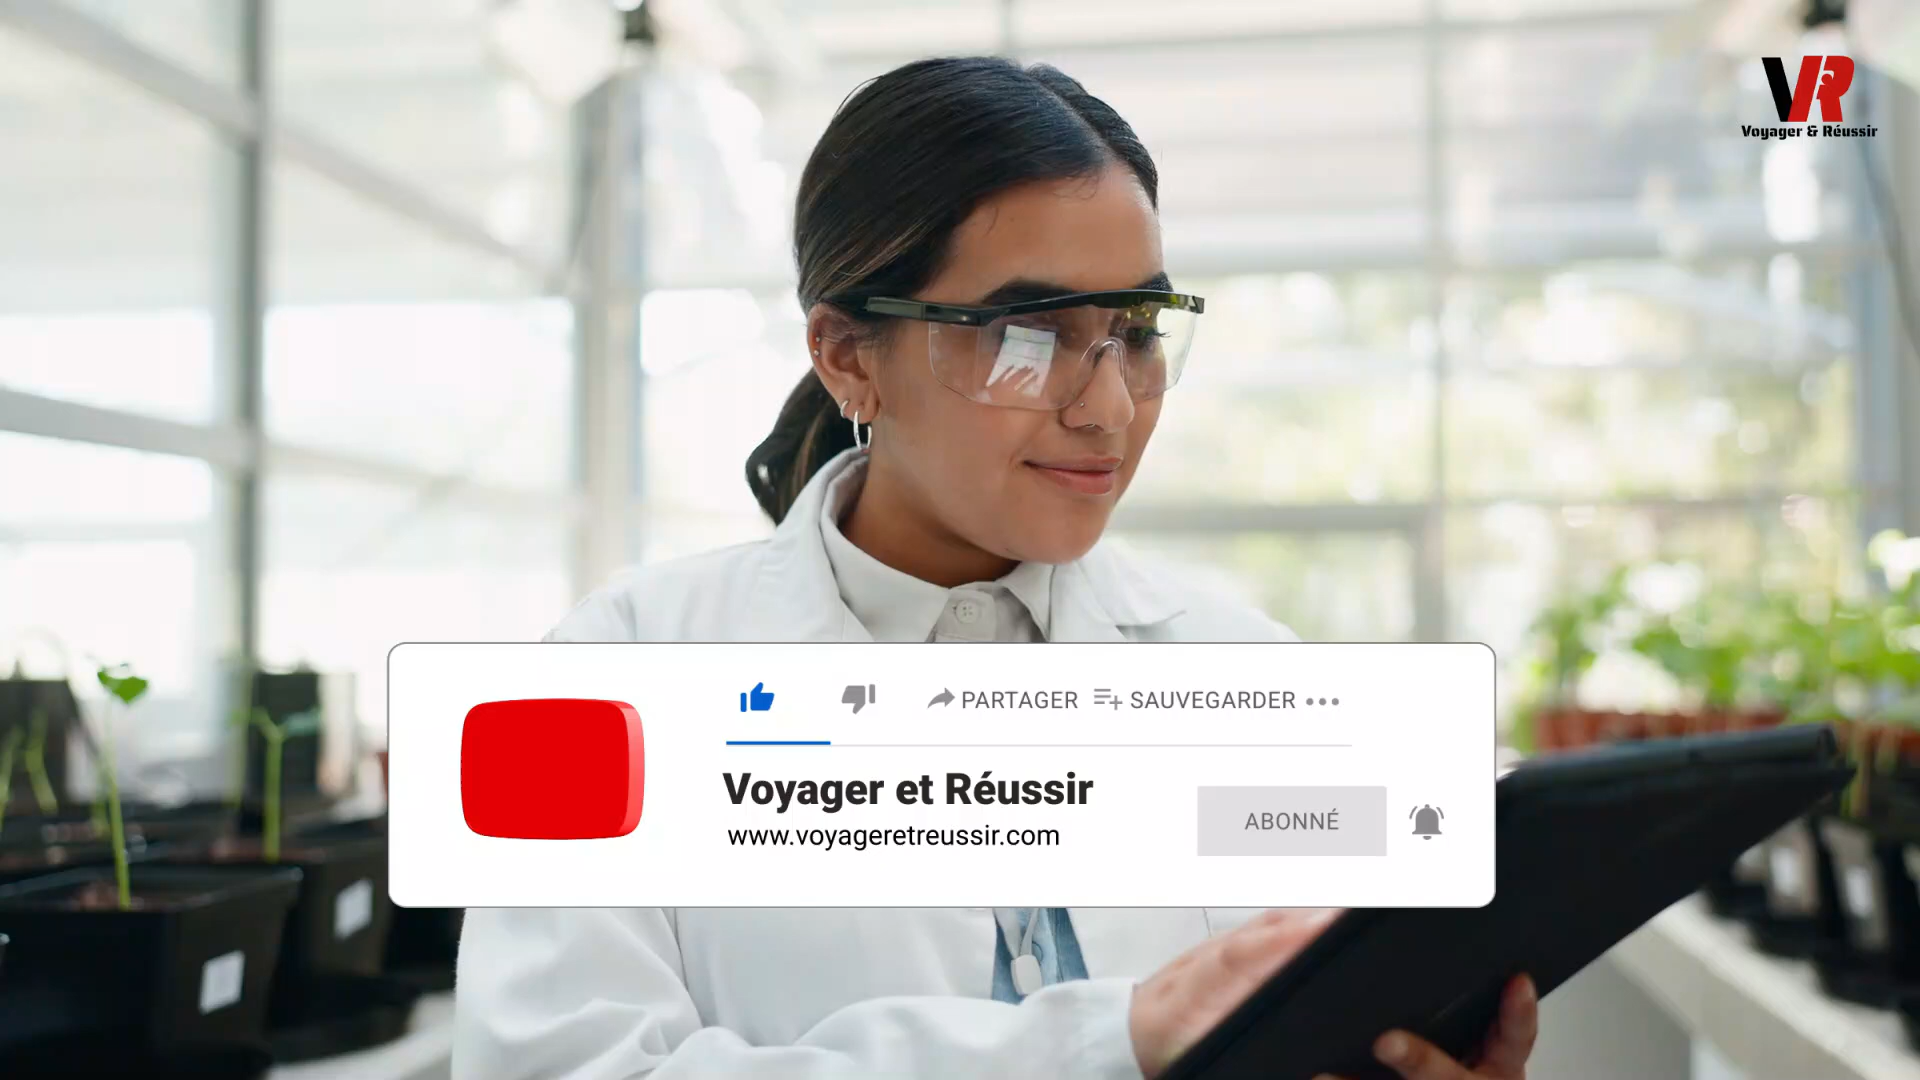 VR
Voyager & Réussir
PARTAGER SAUVEGARDER
Voyager et Réussir
www.voyageretreussir.com
ABONNÉ